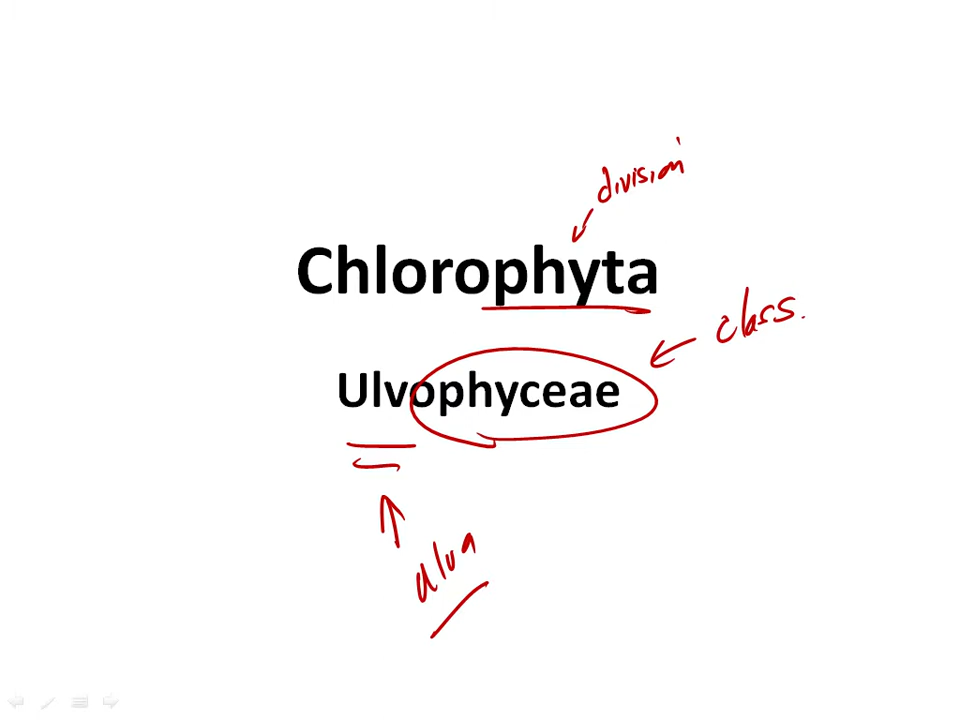 division
Chlorophyta
class.
Ulvophyceae
ulva